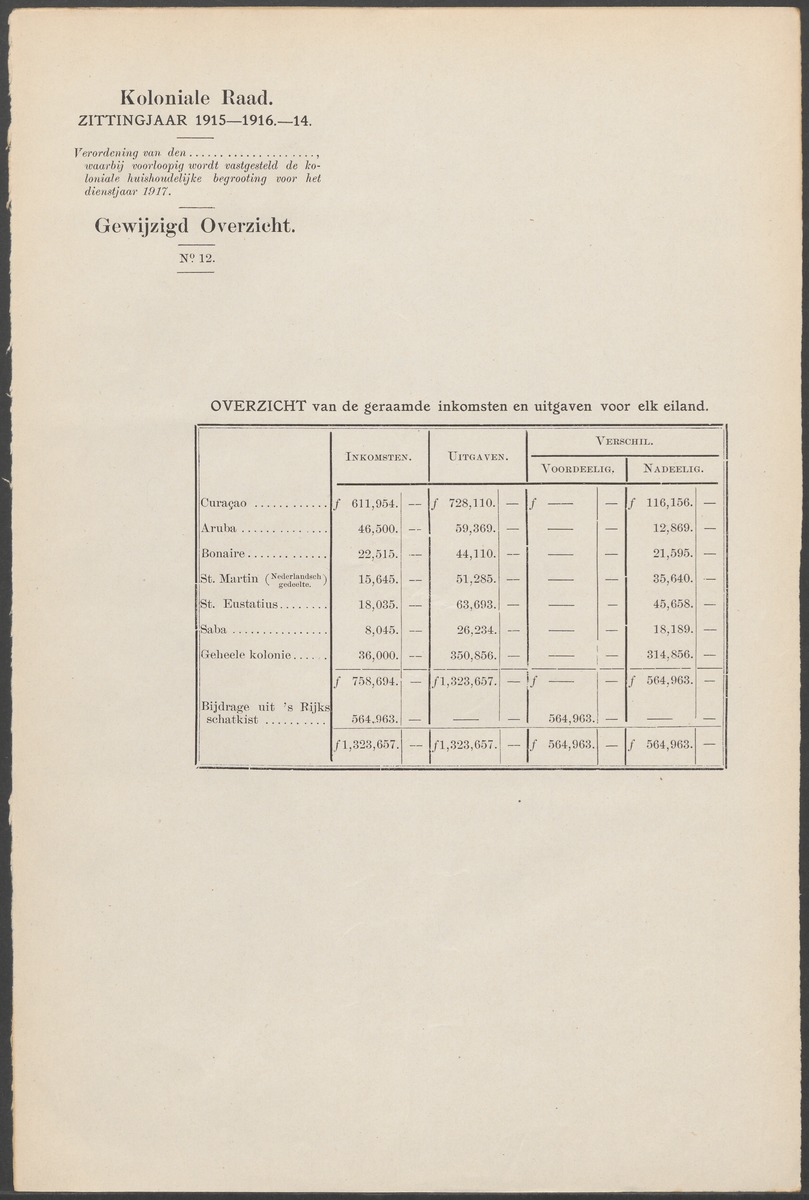 Koloniale Raad.
ZITTINGJAAR 1915—1916.—14.
Verordening van den . . . . . . . . . . . . . . . . . . . . . ,
waarbij voorloopig wordt vastgesteld de ko-
loniale huishoudelijke begrooting voor het
dienstjaar 1917.
Gewijzigd Overzicht.
Nº 12.
OVERZICHT van de geraamde inkomsten en uitgaven voor elk eiland.
INKOMSTEN. UITGAVEN. VERSCHIL.
VOORDEELIG. NADEELIG.
Curaçao . . . . . . . . . . . . f 611,954. — f 728,110. — f — — f 116,156. —
Aruba . . . . . . . . . . . . . . 46,500. — 59,369. — — — 12,869. —
Bonaire . . . . . . . . . . . . . 22,515. — 44,110. — — — 21,595. —
St. Martin (Nederlandsch gedeelte.) 15,645. — 51,285. — — — 35,640. —
St. Eustatius . . . . . . . . 18,035. — 63,693. — — — 45,658. —
Saba . . . . . . . . . . . . . . . . 8,045. — 26,234. — — — 18,189. —
Geheele kolonie . . . . . . 36,000. — 350,856. — — — 314,856. —
f 758,694. — f 1,323,657. — f — — f 564,963. —
Bijdrage uit 's Rijks
schatkist . . . . . . . . . . 564,963. — — — 564,963. — — —
f 1,323,657. — f 1,323,657. — f 564,963. — f 564,963. —